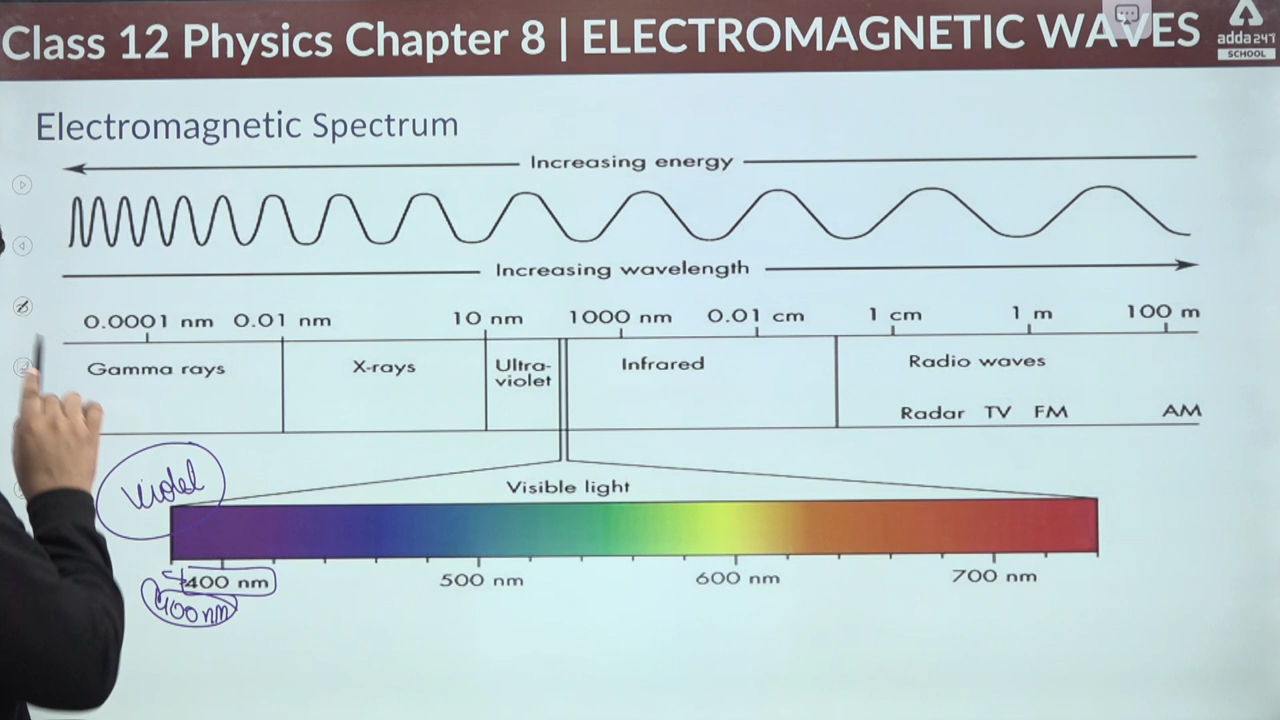 Class 12 Physics Chapter 8 | ELECTROMAGNETIC WAVES
adda247
SCHOOL
Electromagnetic Spectrum
Increasing energy
Increasing wavelength
0.0001 nm 0.01 nm 10 nm 1000 nm 0.01 cm 1 cm 1 m 100 m
Gamma rays X-rays Ultra-violet Infrared Radio waves
Radar TV FM AM
Violet
Visible light
400 nm 500 nm 600 nm 700 nm
400nm